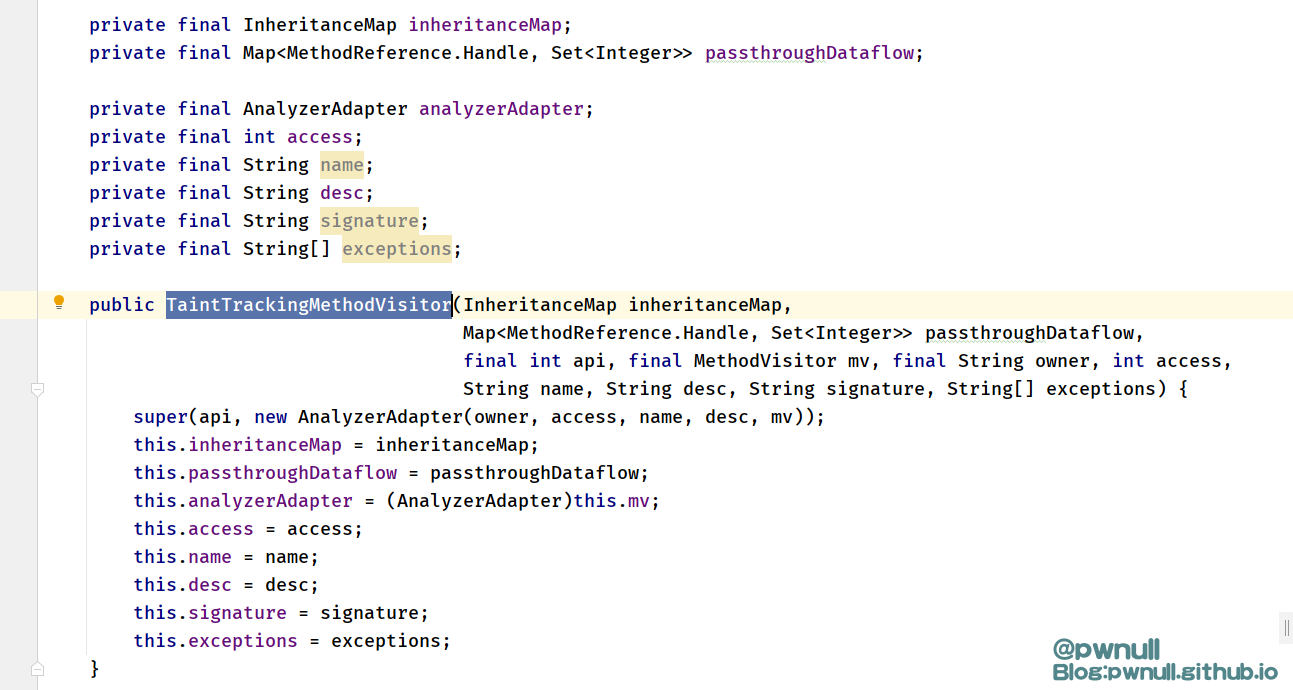 private final InheritanceMap inheritanceMap;
private final Map<MethodReference.Handle, Set<Integer>> passthroughDataflow;
private final AnalyzerAdapter analyzerAdapter;
private final int access;
private final String name;
private final String desc;
private final String signature;
private final String[] exceptions;
public TaintTrackingMethodVisitor(InheritanceMap inheritanceMap,
Map<MethodReference.Handle, Set<Integer>> passthroughDataflow,
final int api, final MethodVisitor mv, final String owner, int access,
String name, String desc, String signature, String[] exceptions) {
super(api, new AnalyzerAdapter(owner, access, name, desc, mv));
this.inheritanceMap = inheritanceMap;
this.passthroughDataflow = passthroughDataflow;
this.analyzerAdapter = (AnalyzerAdapter)this.mv;
this.access = access;
this.name = name;
this.desc = desc;
this.signature = signature;
this.exceptions = exceptions;
}
@pwnull
Blog:pwnull.github.io